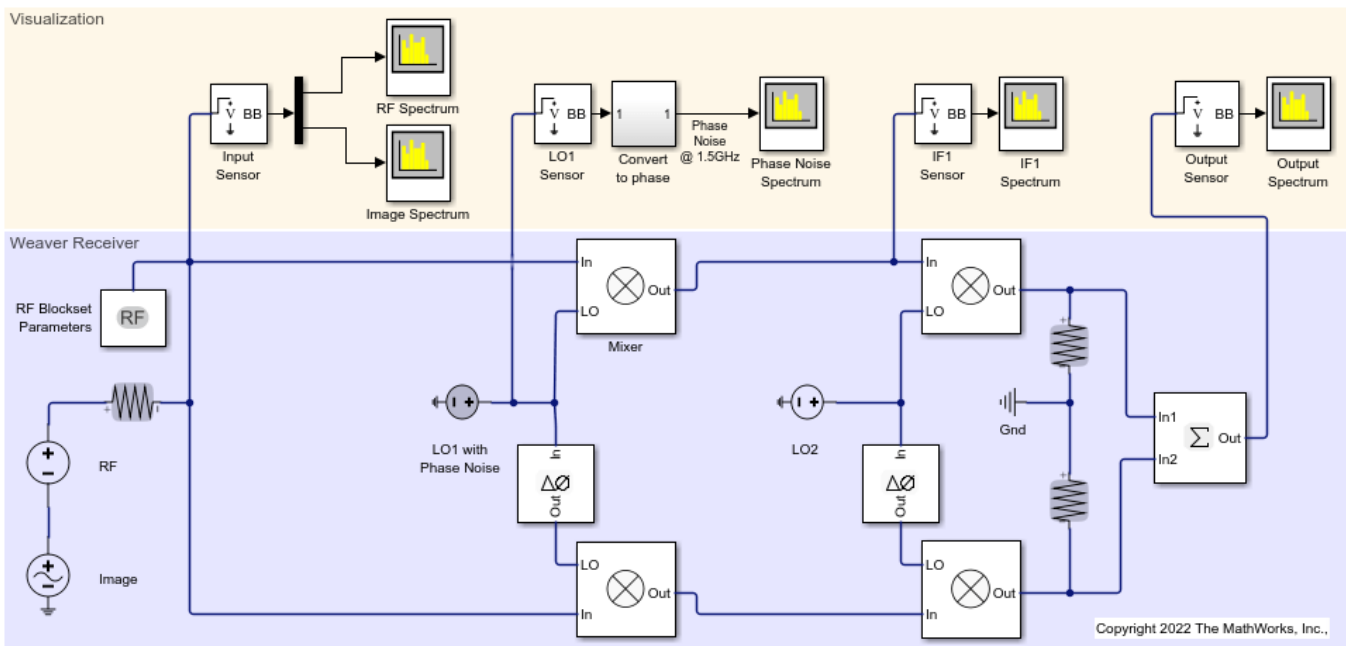 Visualization
RF Spectrum
V BB
Input
Sensor
Image Spectrum
V BB
LO1
Sensor
1 1
Convert
to phase
Phase
Noise
@ 1.5GHz
Phase Noise
Spectrum
V BB
IF1
Sensor
IF1
Spectrum
V BB
Output
Sensor
Output
Spectrum
Weaver Receiver
RF Blockset
Parameters
RF
In
LO
Out
Mixer
In
LO
Out
RF
LO1 with
Phase Noise
In
ΔØ
Out
LO2
In
ΔØ
Out
Gnd
In1
In2
Σ
Out
Image
LO
In
Out
LO
In
Out
Copyright 2022 The MathWorks, Inc.,